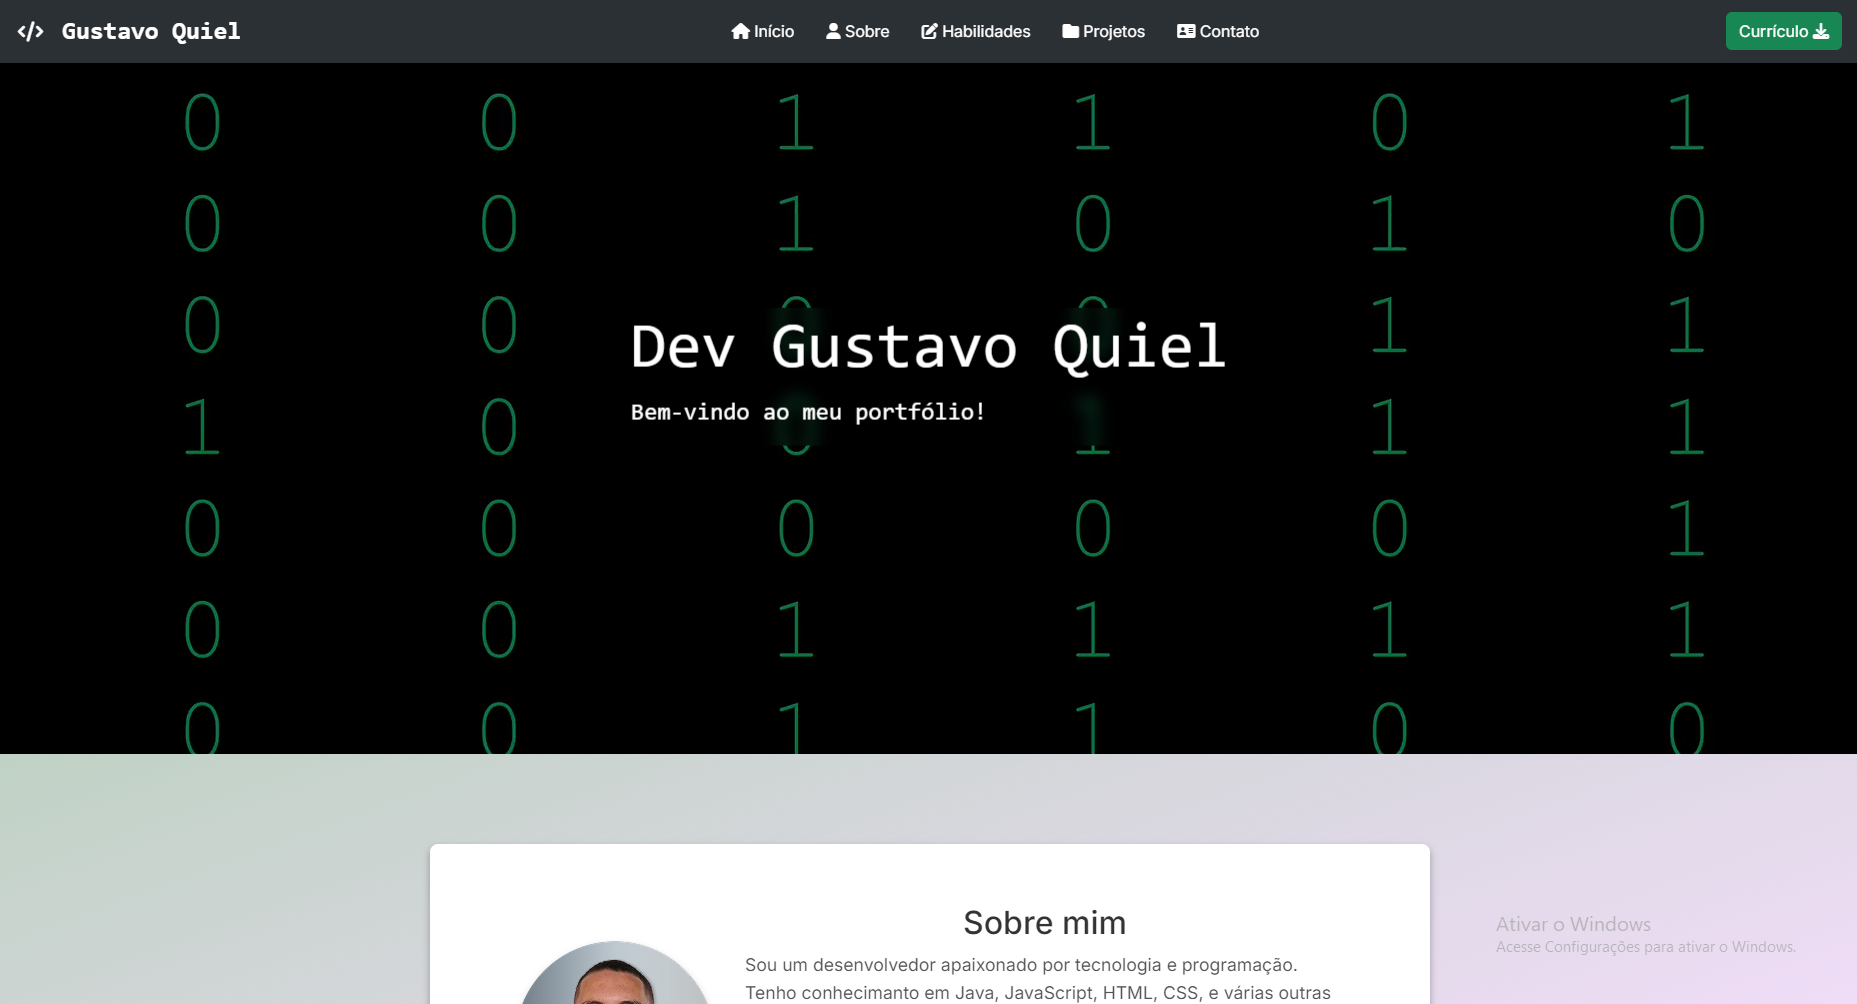 </> Gustavo Quiel
Início Sobre Habilidades Projetos Contato
Currículo
0 0 1 1 0 1
0 0 1 0 1 0
0 0 0 0 1 1
Dev Gustavo Quiel
Bem-vindo ao meu portfólio!
1 0 0 1 1 1
0 0 0 0 0 1
0 0 1 1 1 1
0 0 1 1 0 0
Sobre mim
Sou um desenvolvedor apaixonado por tecnologia e programação.
Tenho conhecimanto em Java, JavaScript, HTML, CSS, e várias outras
Ativar o Windows
Acesse Configurações para ativar o Windows.